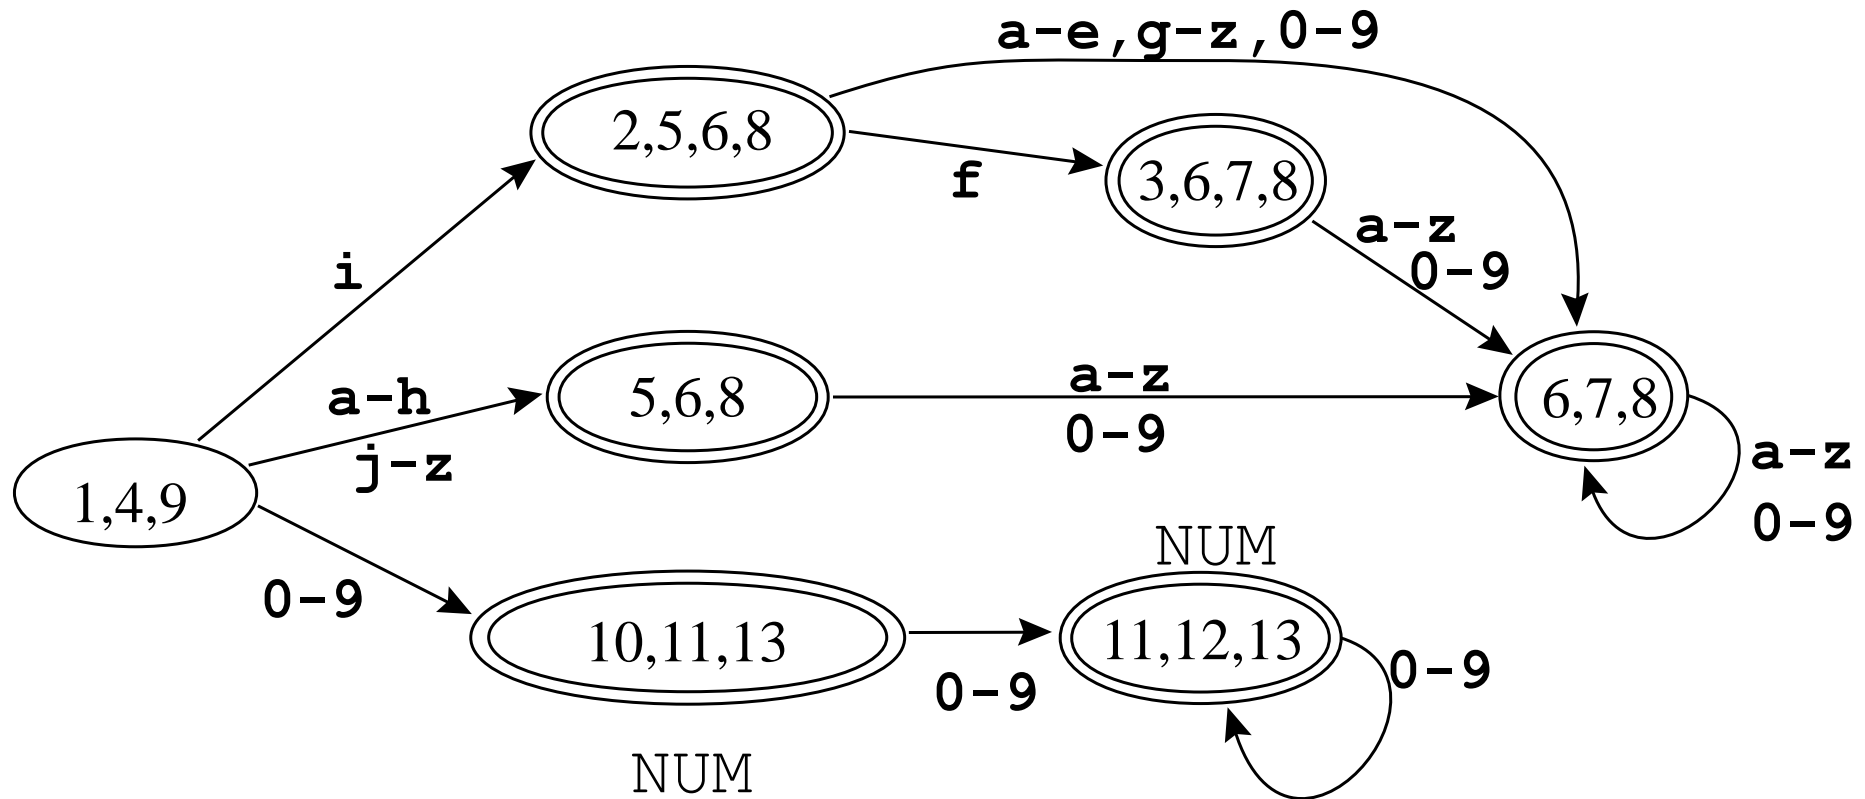 a-e,g-z,0-9
2,5,6,8
f
3,6,7,8
a-z
0-9
i
a-h
j-z
5,6,8
a-z
0-9
6,7,8
a-z
0-9
1,4,9
0-9
10,11,13
NUM
0-9
NUM
11,12,13
0-9